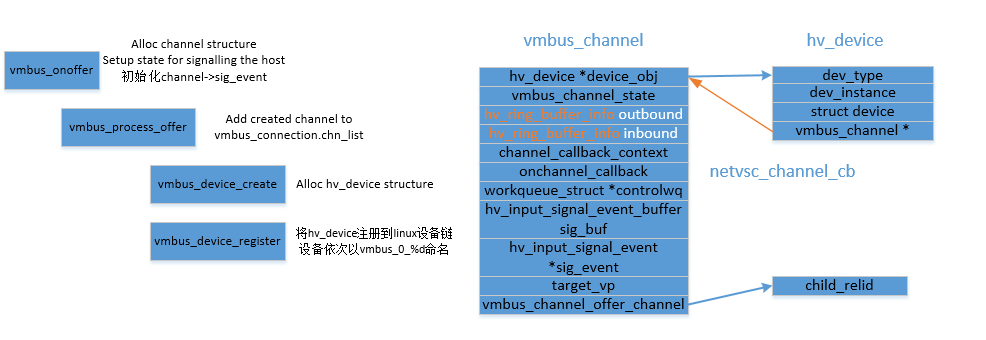 vmbus_onoffer
Alloc channel structure
Setup state for signalling the host
初始化channel->sig_event
vmbus_process_offer
Add created channel to
vmbus_connection.chn_list
vmbus_device_create
Alloc hv_device structure
vmbus_device_register
将hv_device注册到linux设备链
设备依次以vmbus_0_%d命名
vmbus_channel
hv_device *device_obj
vmbus_channel_state
hv_ring_buffer_info outbound
hv_ring_buffer_info inbound
channel_callback_context
onchannel_callback
workqueue_struct *controlwq
hv_input_signal_event_buffer
sig_buf
hv_input_signal_event
*sig_event
target_vp
vmbus_channel_offer_channel
hv_device
dev_type
dev_instance
struct device
vmbus_channel *
netvsc_channel_cb
child_relid